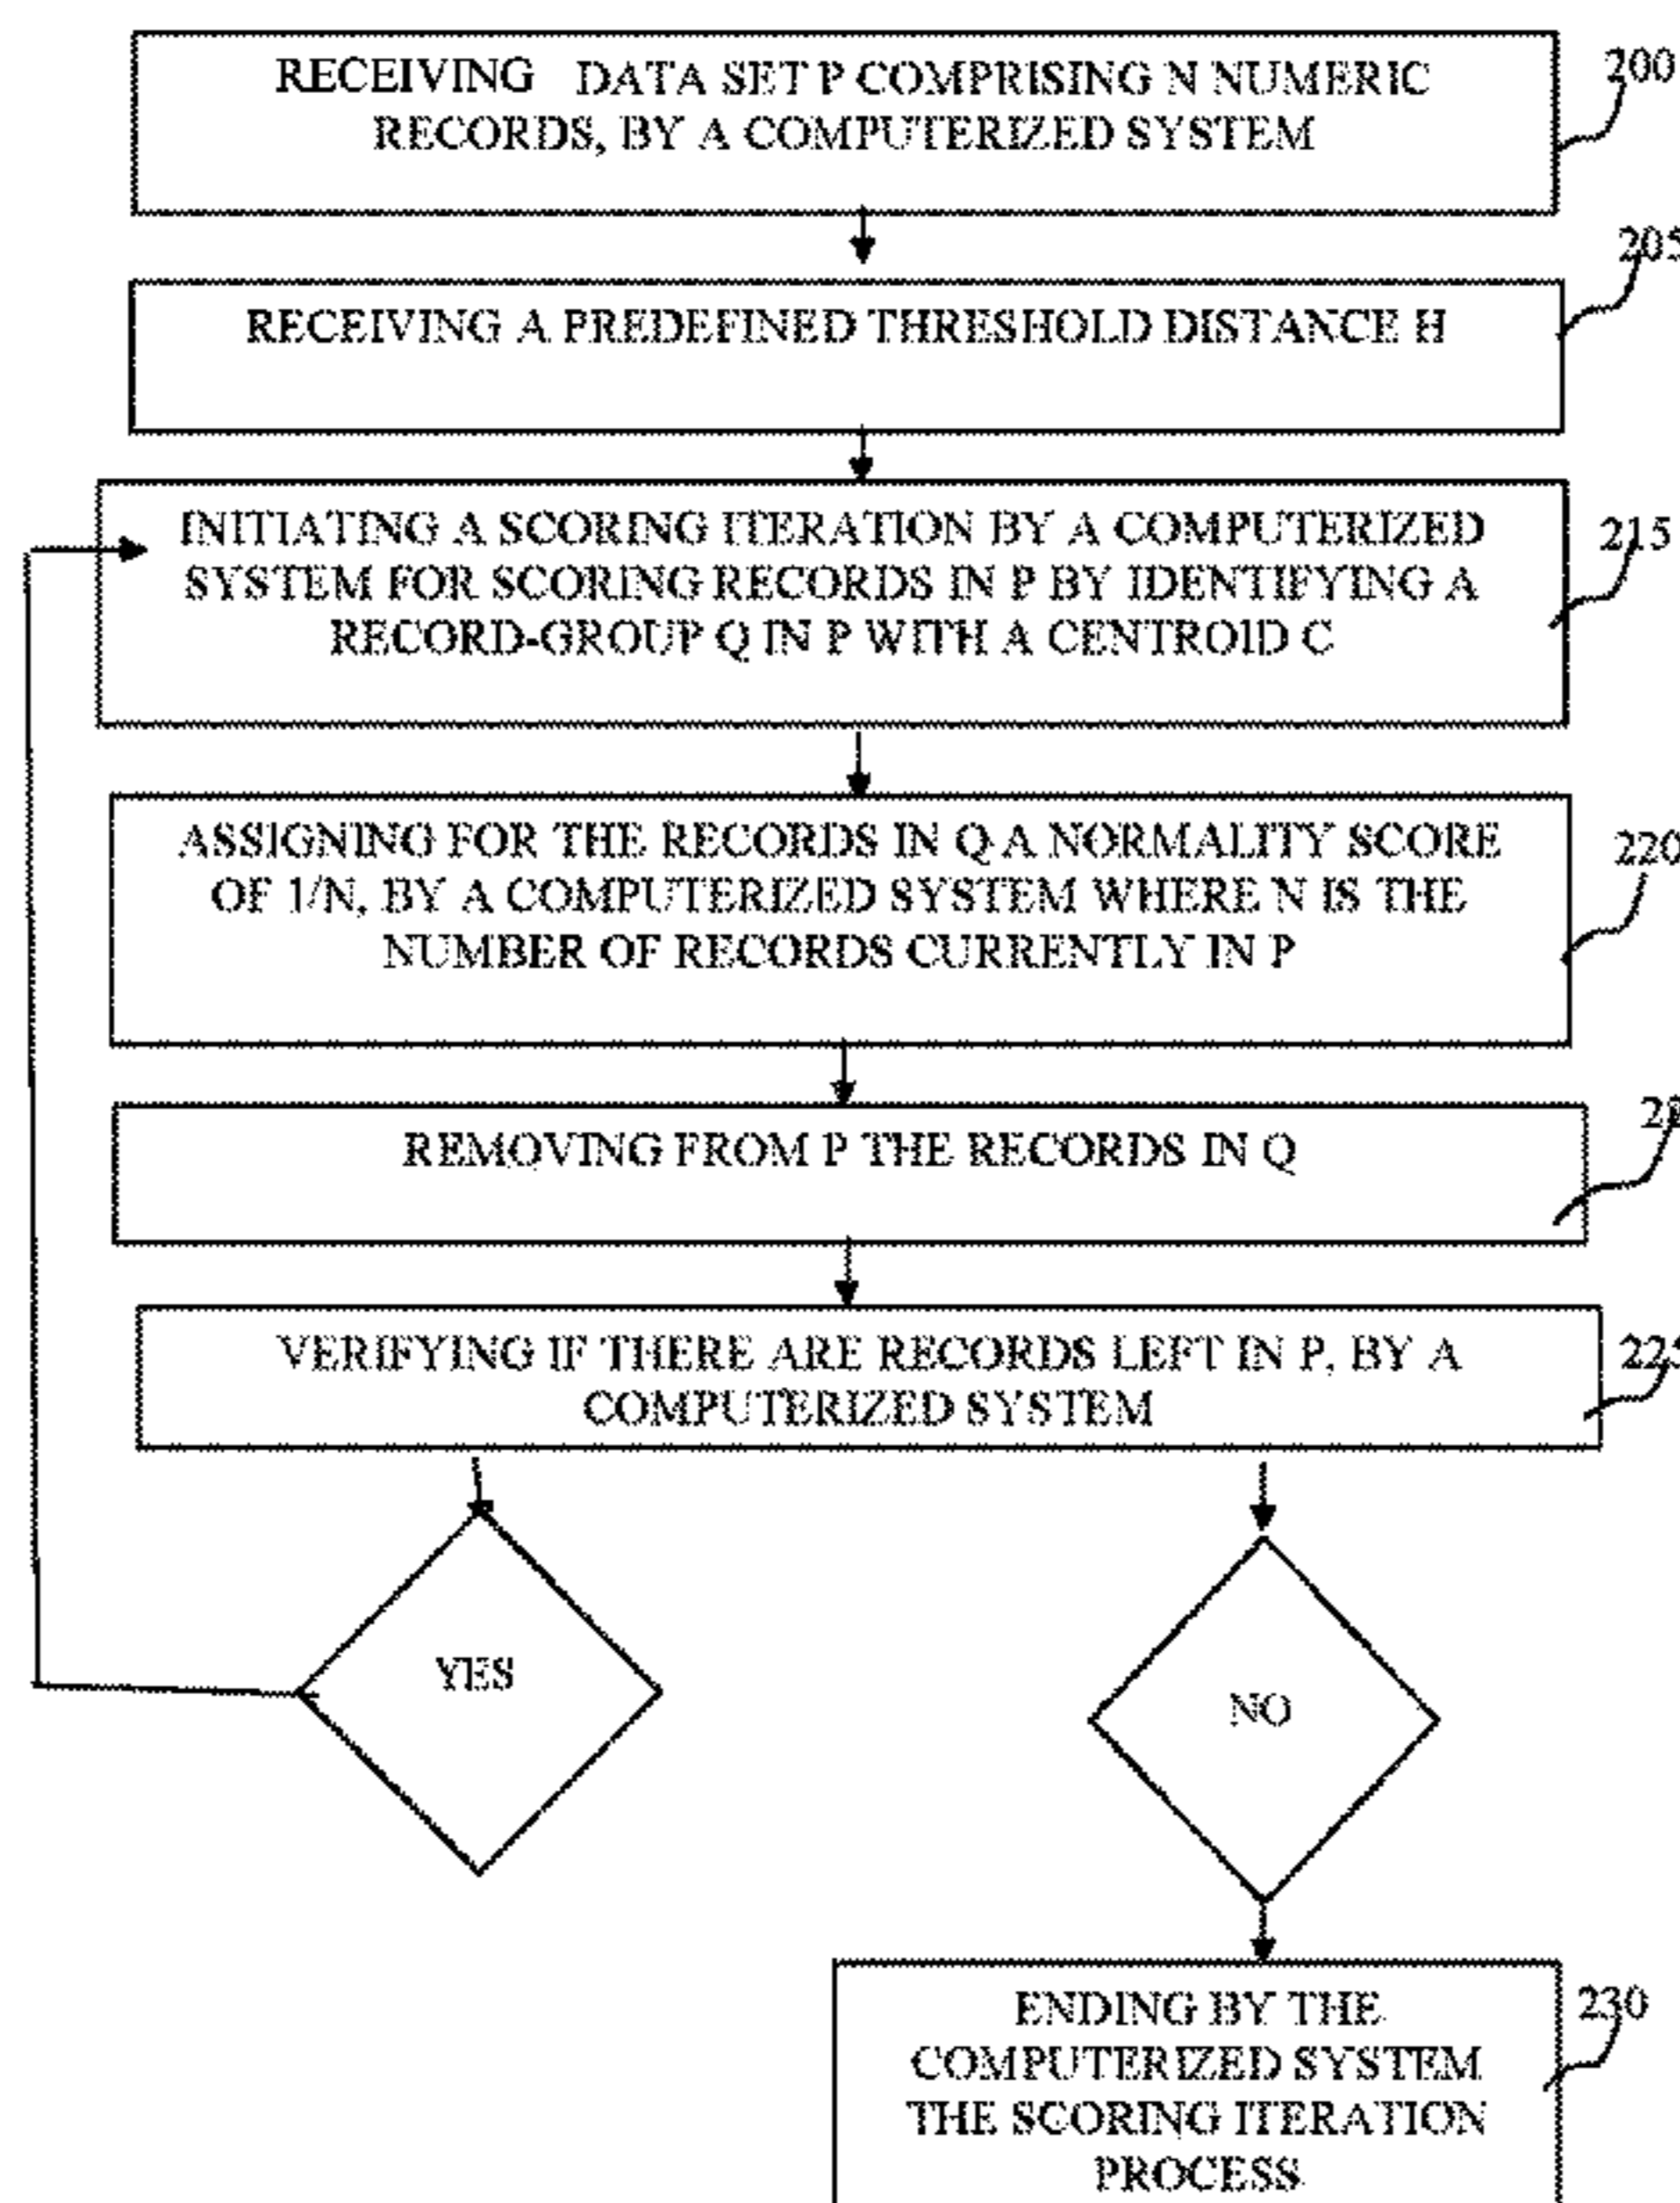 RECEIVING DATA SET P COMPRISING N NUMERIC
RECORDS, BY A COMPUTERIZED SYSTEM
200
RECEIVING A PREDEFINED THRESHOLD DISTANCE H
205
INITIATING A SCORING ITERATION BY A COMPUTERIZED
SYSTEM FOR SCORING RECORDS IN P BY IDENTIFYING A
RECORD-GROUP Q IN P WITH A CENTROID C
215
ASSIGNING FOR THE RECORDS IN Q A NORMALITY SCORE
OF 1/N, BY A COMPUTERIZED SYSTEM WHERE N IS THE
NUMBER OF RECORDS CURRENTLY IN P
220
REMOVING FROM P THE RECORDS IN Q
VERIFYING IF THERE ARE RECORDS LEFT IN P, BY A
COMPUTERIZED SYSTEM
225
YES
NO
ENDING BY THE
COMPUTERIZED SYSTEM
THE SCORING ITERATION
PROCESS
230